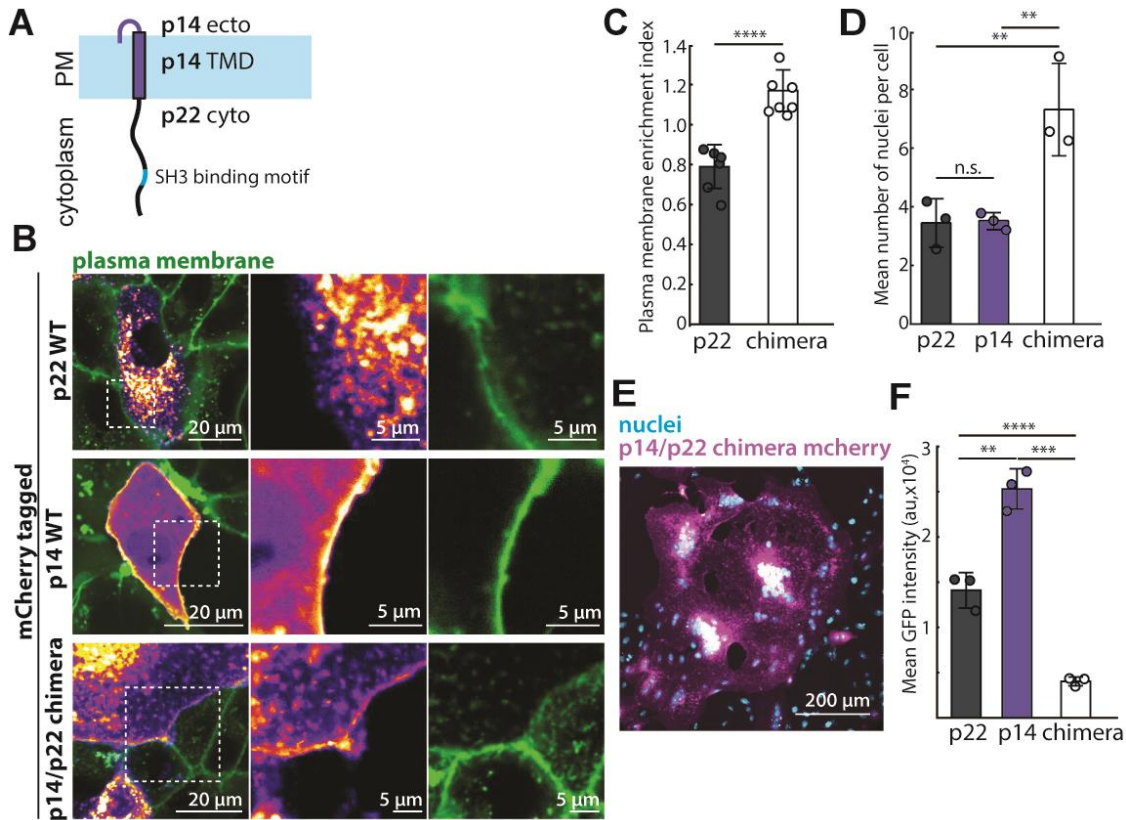 A
p14 ecto
PM
p14 TMD
p22 cyto
cytoplasm
SH3 binding motif
B
plasma membrane
mCherry tagged
p22 WT
20 μm
5 μm
5 μm
p14 WT
20 μm
5 μm
5 μm
p14/p22 chimera
20 μm
5 μm
5 μm
C
****
Plasma membrane enrichment index
1.4
1.2
1.0
0.8
0.6
0.4
0.2
0
p22 chimera
D
**
**
n.s.
Mean number of nuclei per cell
10
8
6
4
2
0
p22 p14 chimera
E
nuclei
p14/p22 chimera mcherry
200 μm
F
****
** ***
Mean GFP intensity (au,x10⁴)
3
2
1
p22 p14 chimera